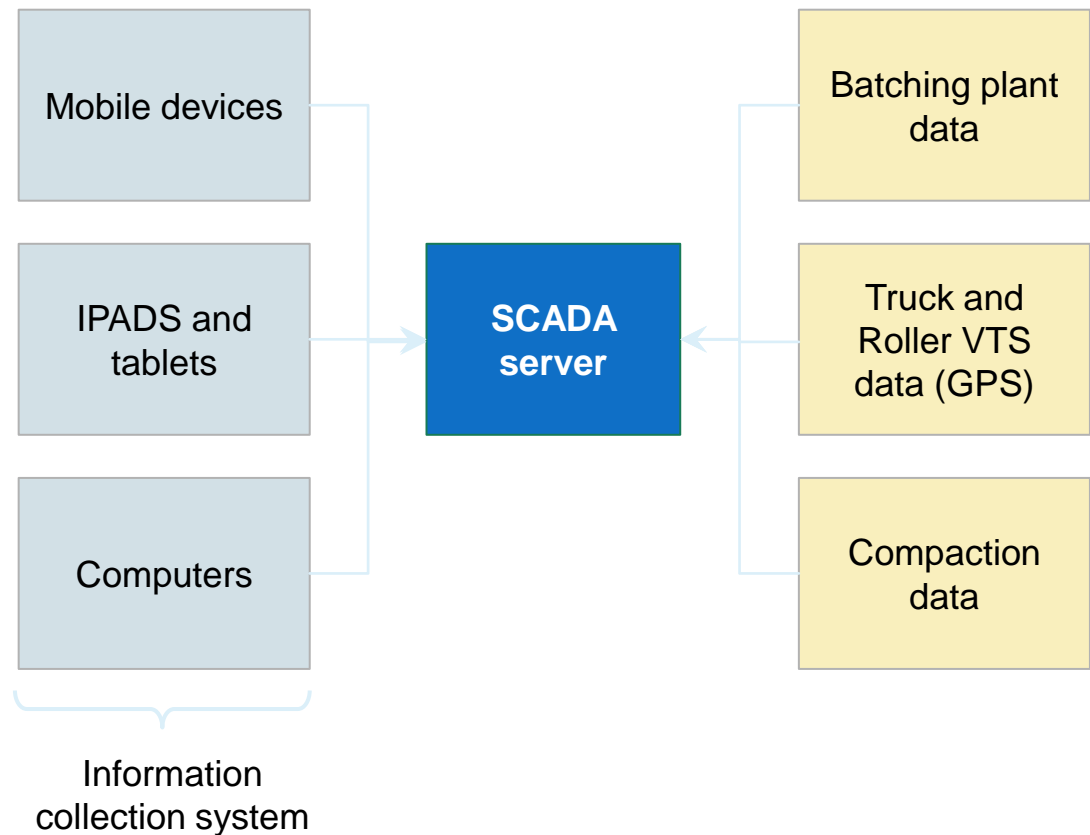 Mobile devices
IPADS and
tablets
Computers
Information
collection system
SCADA
server
Batching plant
data
Truck and
Roller VTS
data (GPS)
Compaction
data